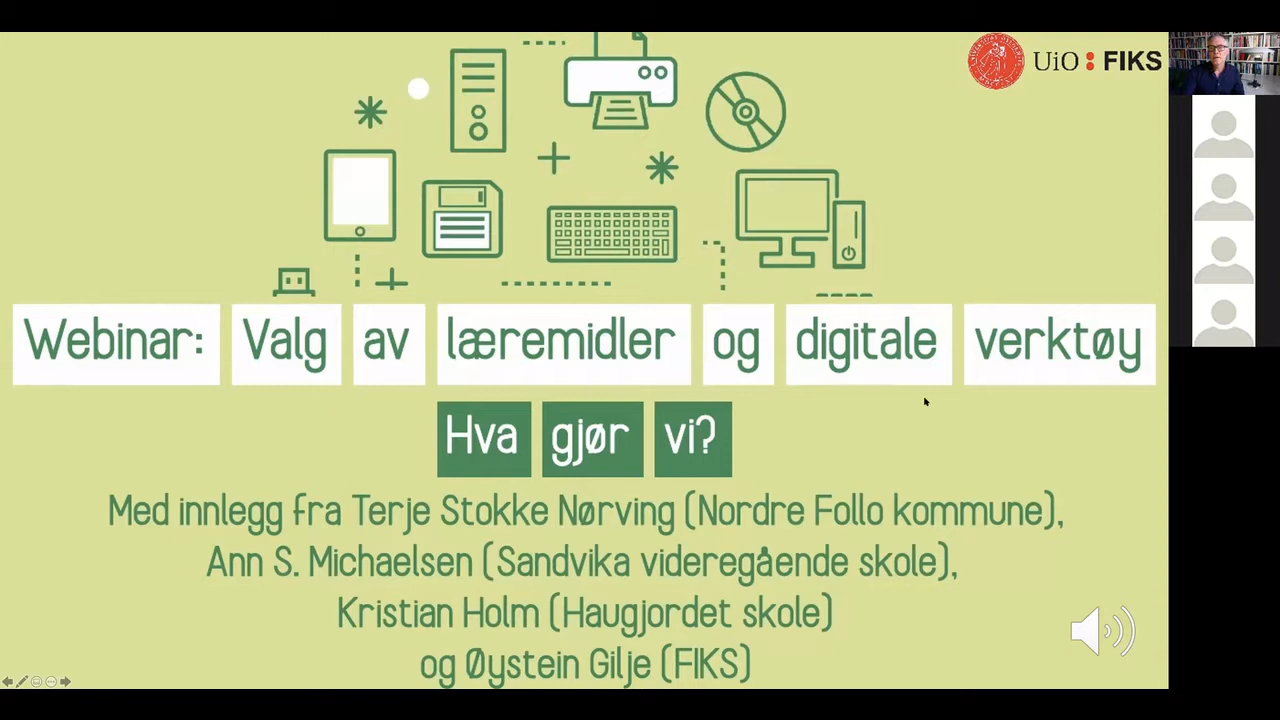 UiO : FIKS
Webinar: Valg av læremidler og digitale verktøy
Hva gjør vi?
Med innlegg fra Terje Stokke Nørving (Nordre Follo kommune),
Ann S. Michaelsen (Sandvika videregående skole),
Kristian Holm (Haugjordet skole)
og Øystein Gilje (FIKS)